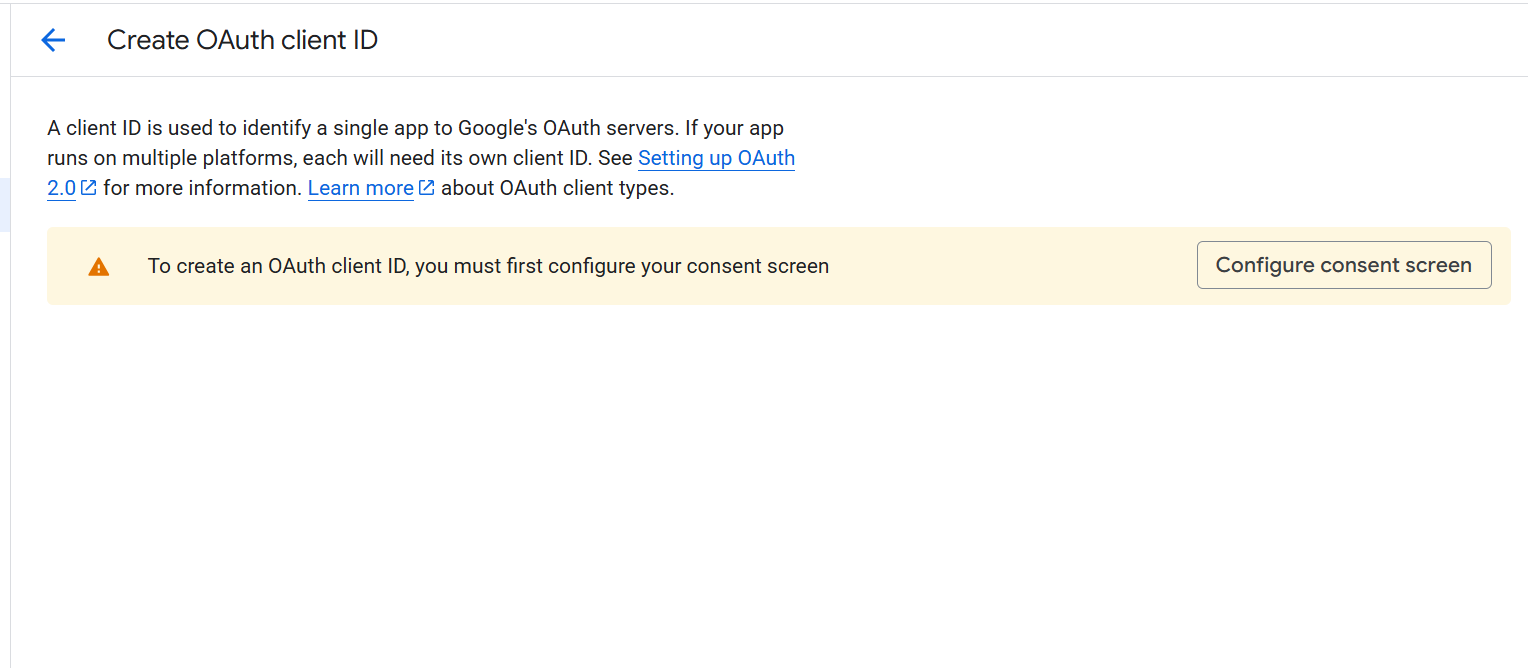 Create OAuth client ID
A client ID is used to identify a single app to Google's OAuth servers. If your app
runs on multiple platforms, each will need its own client ID. See Setting up OAuth
2.0 for more information. Learn more about OAuth client types.
To create an OAuth client ID, you must first configure your consent screen
Configure consent screen